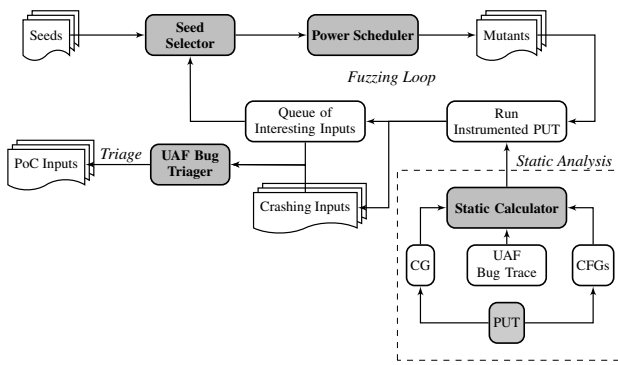 Seeds
Seed
Selector
Power Scheduler
Mutants
Fuzzing Loop
Queue of
Interesting Inputs
Run
Instrumented PUT
Triage
PoC Inputs
UAF Bug
Triager
Static Analysis
Crashing Inputs
Static Calculator
CG
UAF
Bug Trace
CFGs
PUT